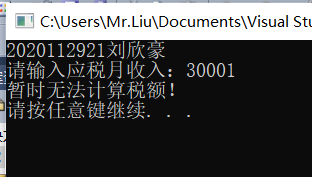 C:\Users\Mr.Liu\Documents\Visual Stu
2020112921刘欣豪
请输入应税月收入：30001
暂时无法计算税额！
请按任意键继续. . .